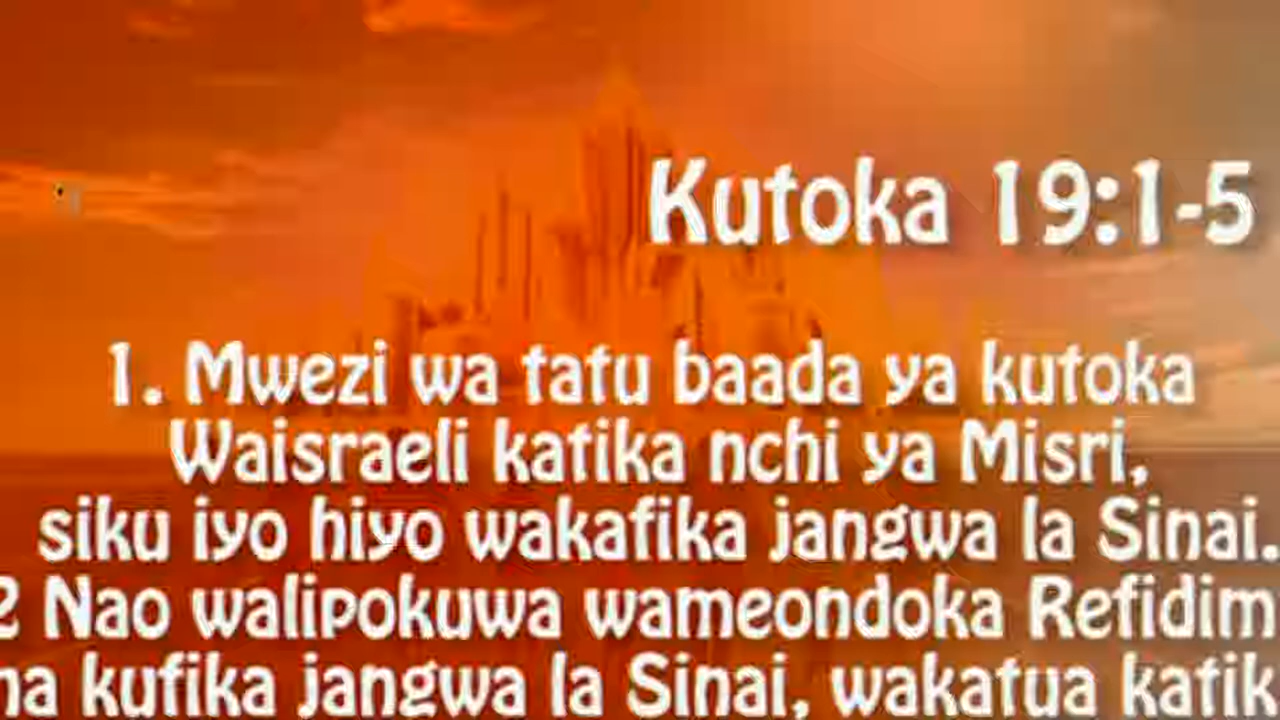 Kutoka 19:1-5
1. Mwezi wa tatu baada ya kutoka
Waisraeli katika nchi ya Misri,
siku iyo hiyo wakafika jangwa la Sinai.
2 Nao walipokuwa wameondoka Refidim
na kufika jangwa la Sinai, wakatua katik